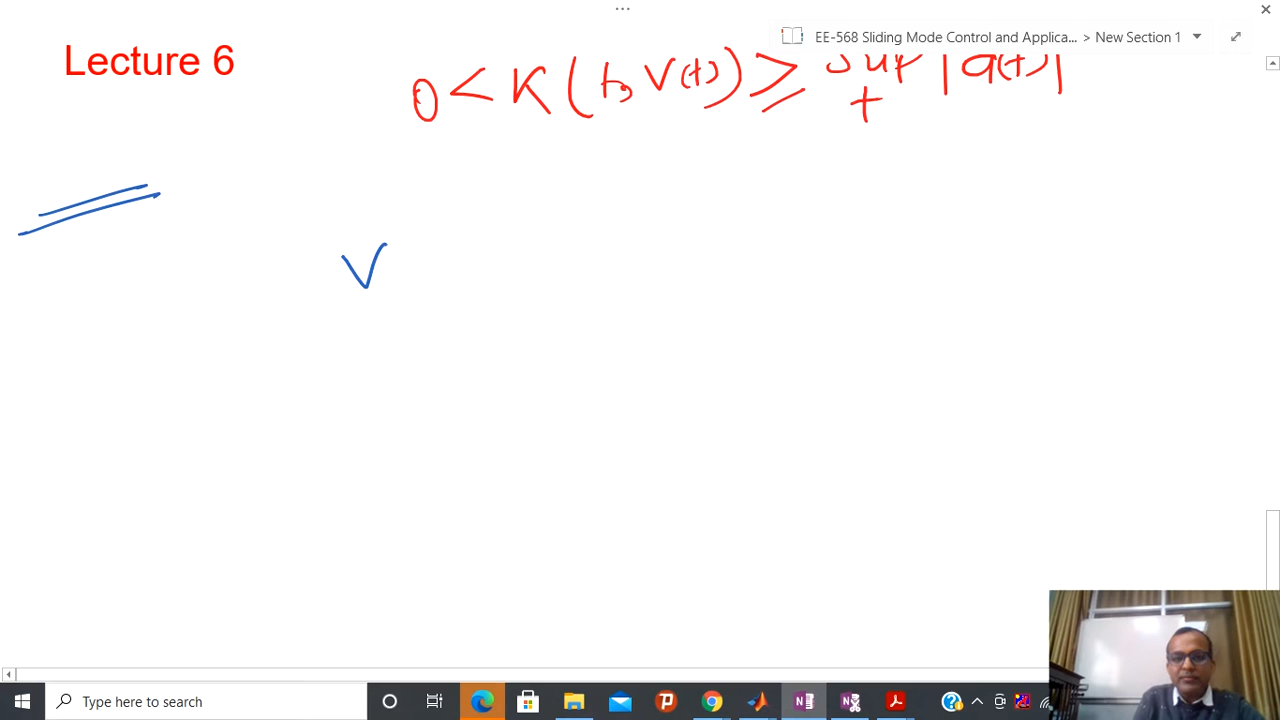 ...
EE-568 Sliding Mode Control and Applica... > New Section 1
Lecture 6
0 < K(t, V(t)) ≥ Sup |a(t)|
t
V
Type here to search